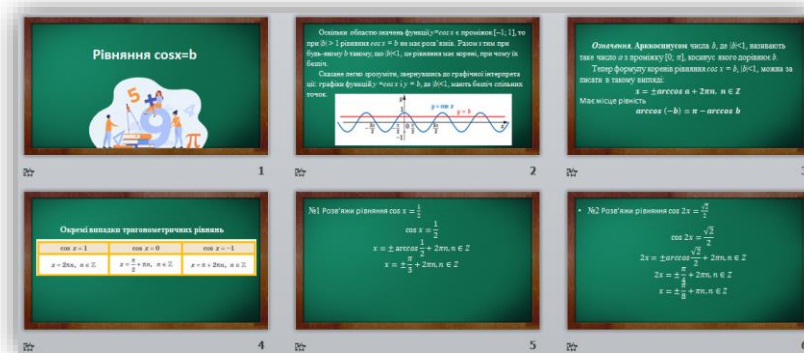 Рівняння cosx=b
1
Оскільки областю значень функції y=cos x є проміжок [–1; 1], то
при |b| > 1 рівняння cos x = b не має розв'язків. Разом з тим при
будь-якому b такому, що |b|<1, це рівняння має корені, причому їх
безліч.
Сказане легко зрозуміти, звернувшись до графічної інтерпрета
ції: графіки функцій y =cos x і y = b, де |b|<1, мають безліч спільних
точок.
y = cos x
y = b
2
Означення. Арккосинусом числа b, де |b|<1, називають
таке число a з проміжку [0; π], косинус якого дорівнює b.
Тепер формулу коренів рівняння cos x = b, |b|<1, можна за
писати в такому вигляді:
x = ±arccos a + 2πn, n ∈ Z
Має місце рівність
arccos (−b) = π − arccos b
3
Окремі випадки тригонометричних рівнянь
cos x = 1 cos x = 0 cos x = −1
x = 2πn, n ∈ Z x = π/2 + πn, n ∈ Z x = π + 2πn, n ∈ Z
4
№1 Розв'яжи рівняння cos x = 1/2
cos x = 1/2
x = ± arccos 1/2 + 2πn, n ∈ Z
x = ± π/3 + 2πn, n ∈ Z
5
• №2 Розв'яжи рівняння cos 2x = √2/2
cos 2x = √2/2
2x = ±arccos √2/2 + 2πn, n ∈ Z
2x = ± π/4 + 2πn, n ∈ Z
x = ± π/8 + πn, n ∈ Z
6